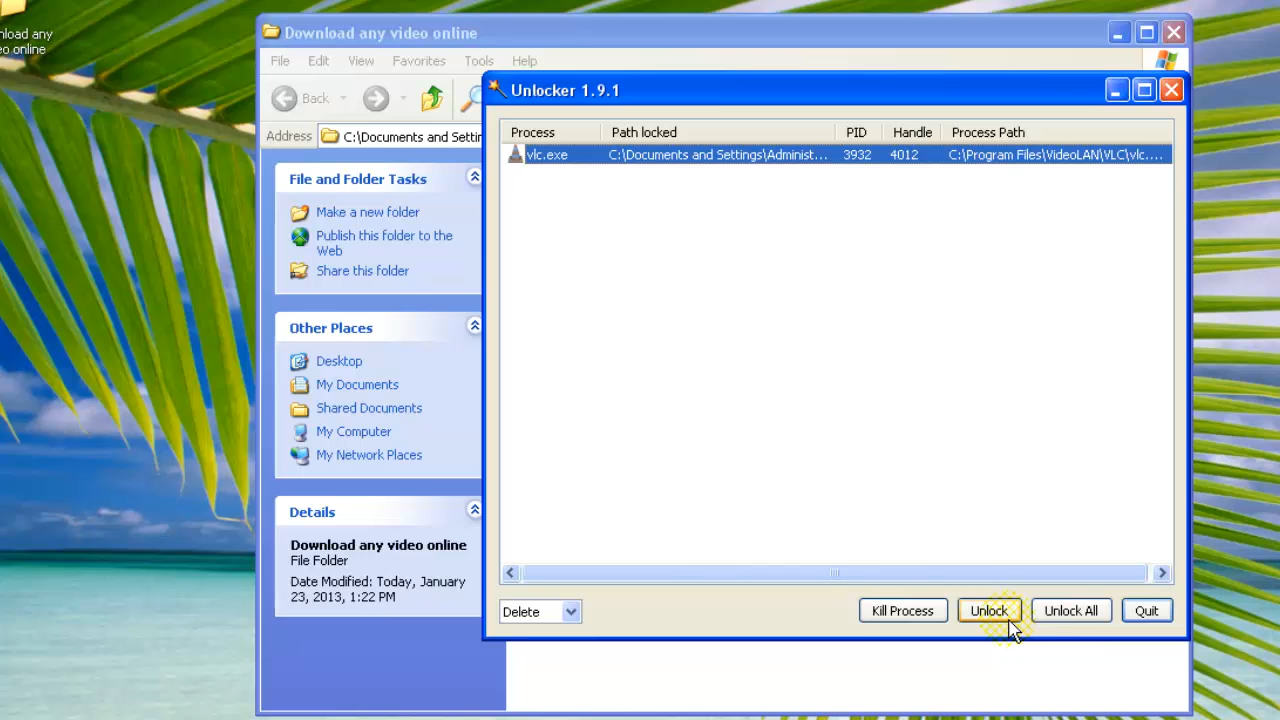 nload any
eo online
Download any video online
File Edit View Favorites Tools Help
Back
Address C:\Documents and Settin
File and Folder Tasks
Make a new folder
Publish this folder to the
Web
Share this folder
Other Places
Desktop
My Documents
Shared Documents
My Computer
My Network Places
Details
Download any video online
File Folder
Date Modified: Today, January
23, 2013, 1:22 PM
Unlocker 1.9.1
Process Path locked PID Handle Process Path
vlc.exe C:\Documents and Settings\Administ... 3932 4012 C:\Program Files\VideoLAN\VLC\vlc....
Delete Kill Process Unlock Unlock All Quit